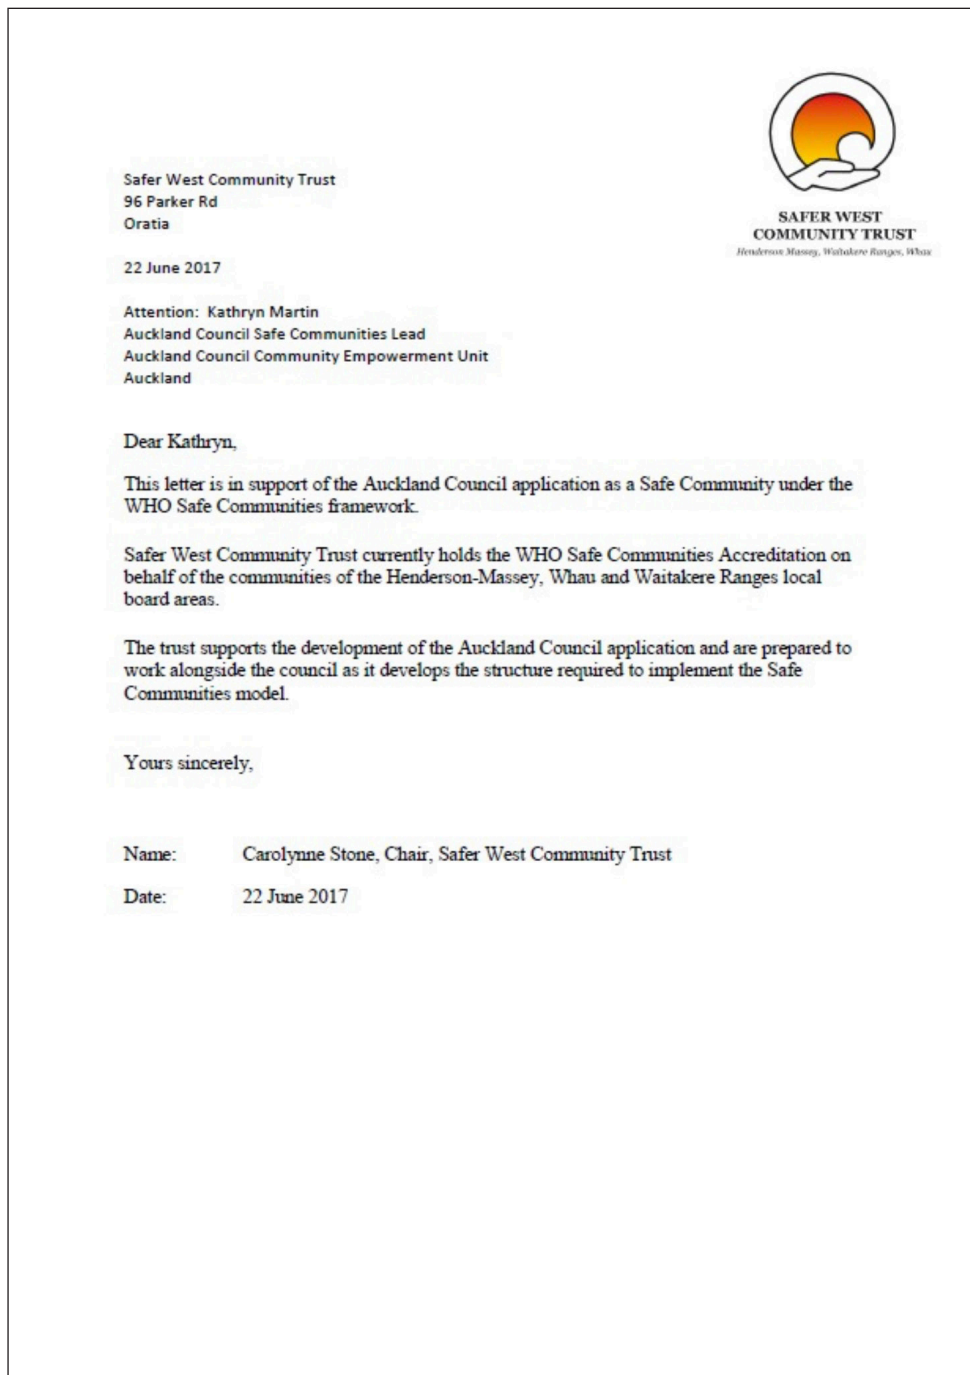 SAFER WEST
COMMUNITY TRUST
Henderson Massey, Waitakere Ranges, Whau
Safer West Community Trust
96 Parker Rd
Oratia
22 June 2017
Attention:  Kathryn Martin
Auckland Council Safe Communities Lead
Auckland Council Community Empowerment Unit
Auckland
Dear Kathryn,
This letter is in support of the Auckland Council application as a Safe Community under the
WHO Safe Communities framework.
Safer West Community Trust currently holds the WHO Safe Communities Accreditation on
behalf of the communities of the Henderson-Massey, Whau and Waitakere Ranges local
board areas.
The trust supports the development of the Auckland Council application and are prepared to
work alongside the council as it develops the structure required to implement the Safe
Communities model.
Yours sincerely,
Name: Carolynne Stone, Chair, Safer West Community Trust
Date: 22 June 2017